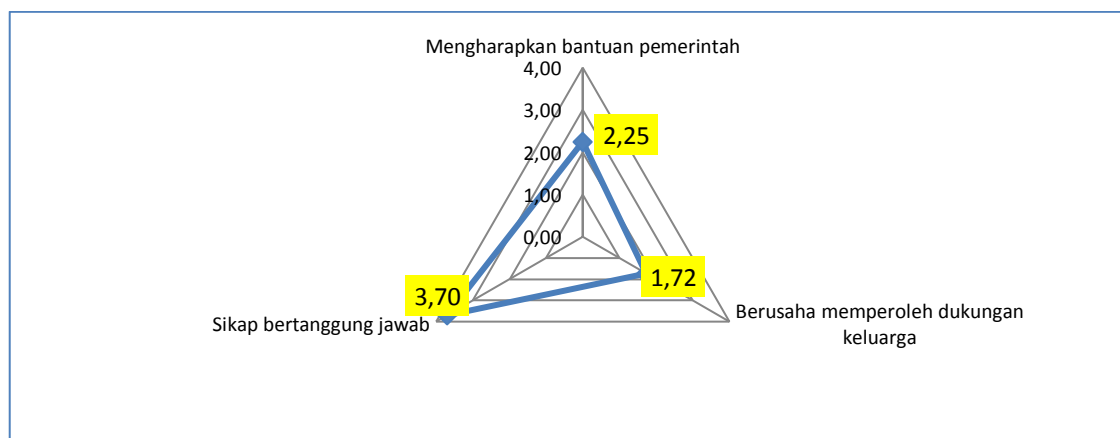 Mengharapkan bantuan pemerintah
4,00
3,00
2,25
2,00
1,00
0,00
1,72
3,70
Berusaha memperoleh dukungan
keluarga
Sikap bertanggung jawab